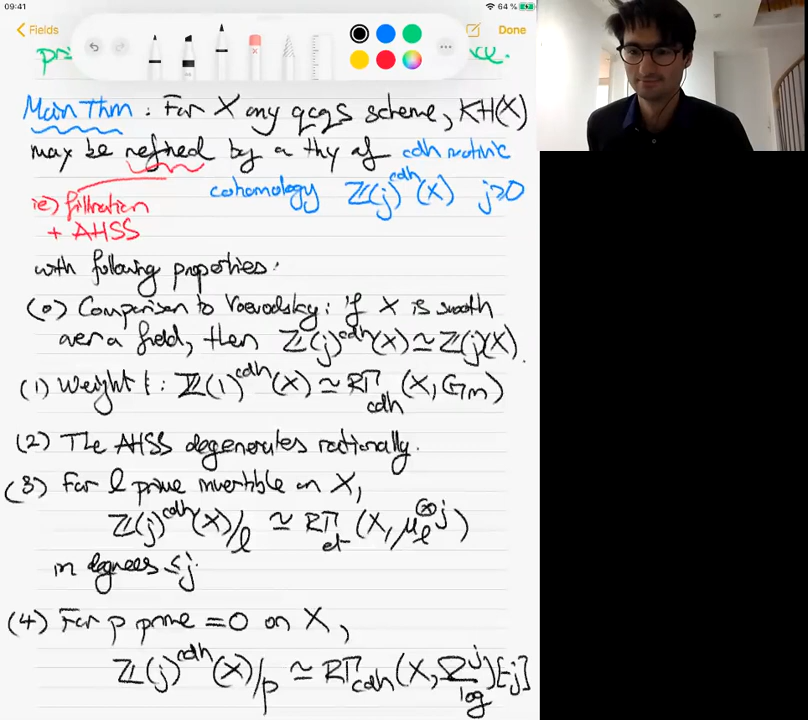 09:41 64 %
Fields Done
Main Thm : For X any qcqs scheme, KH(X)
may be refined by a thy of cdh motivic
cohomology ℤ(j)^cdh(X) j≥0
ie) filtration
+ AHSS
with following properties:
(0) Comparison to Voevodsky: if X is smooth
over a field, then ℤ(j)^cdh(X) ≃ ℤ(j)(X).
(1) Weight 1 : ℤ(1)^cdh(X) ≃ RΓ_cdh(X, Gm)
(2) The AHSS degenerates rationally.
(3) For l prime invertible on X,
ℤ(j)^cdh(X)/l ≃ RΓ_et(X, μ_l^⊗j)
in degrees ≤j.
(4) For p prime =0 on X,
ℤ(j)^cdh(X)/p ≃ RΓ_cdh(X, Ω^j_log)[-j]